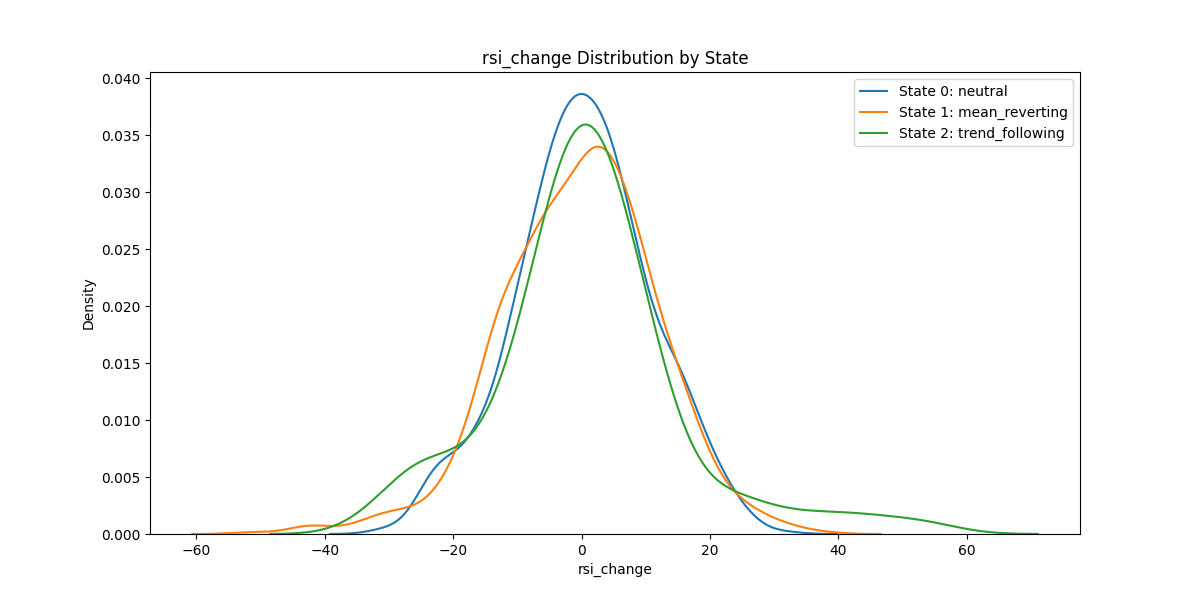 rsi_change Distribution by State
State 0: neutral
State 1: mean_reverting
State 2: trend_following
Density
0.040
0.035
0.030
0.025
0.020
0.015
0.010
0.005
0.000
−60
−40
−20
0
20
40
60
rsi_change